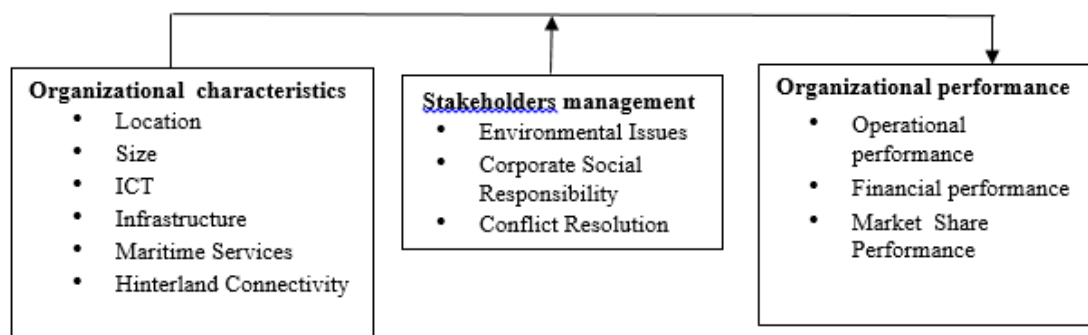 Organizational characteristics
• Location
• Size
• ICT
• Infrastructure
• Maritime Services
• Hinterland Connectivity
Stakeholders management
• Environmental Issues
• Corporate Social
Responsibility
• Conflict Resolution
Organizational performance
• Operational
performance
• Financial performance
• Market Share
Performance